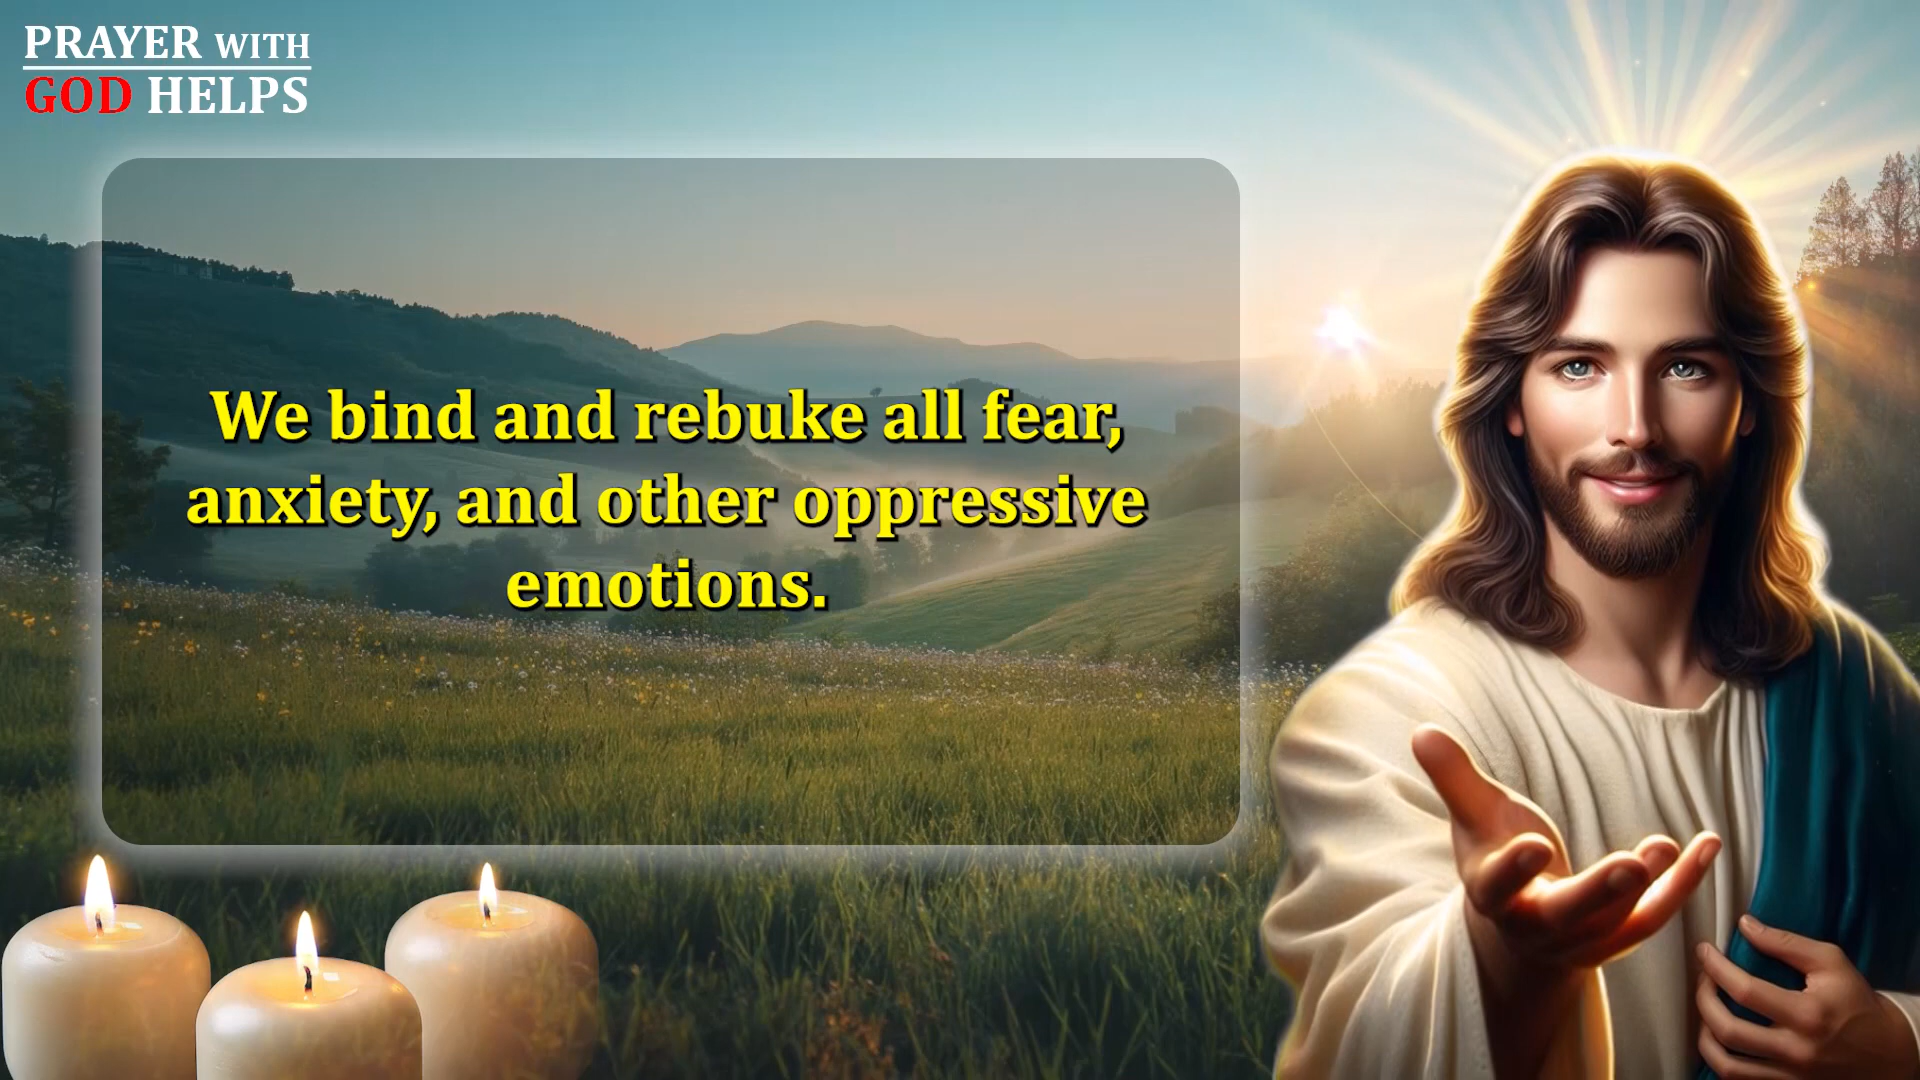 PRAYER WITH
GOD HELPS
We bind and rebuke all fear,
anxiety, and other oppressive
emotions.